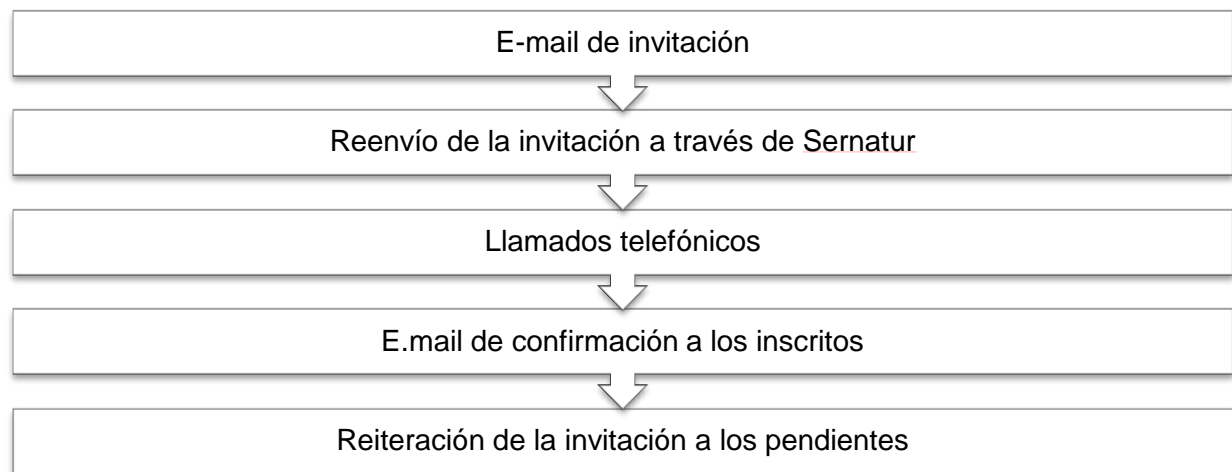 E-mail de invitación
Reenvío de la invitación a través de Sernatur
Llamados telefónicos
E.mail de confirmación a los inscritos
Reiteración de la invitación a los pendientes